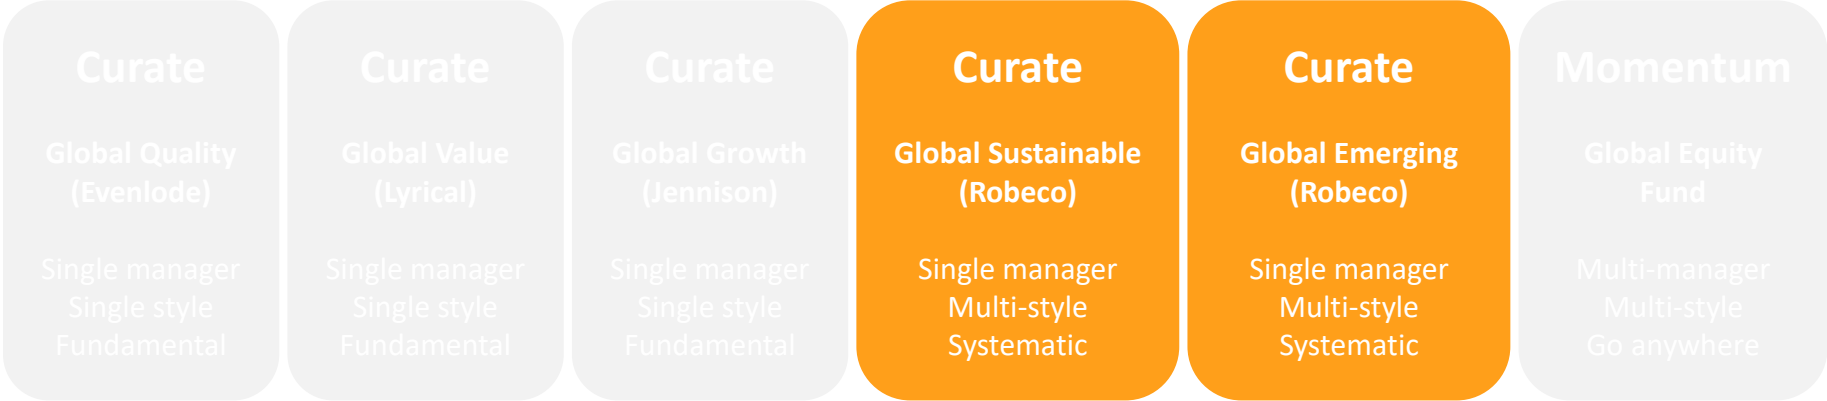 Curate
Global Quality
(Evenlode)
Single manager
Single style
Fundamental
Curate
Global Value
(Lyrical)
Single manager
Single style
Fundamental
Curate
Global Growth
(Jennison)
Single manager
Single style
Fundamental
Curate
Global Sustainable
(Robeco)
Single manager
Multi-style
Systematic
Curate
Global Emerging
(Robeco)
Single manager
Multi-style
Systematic
Momentum
Global Equity
Fund
Multi-manager
Multi-style
Go anywhere